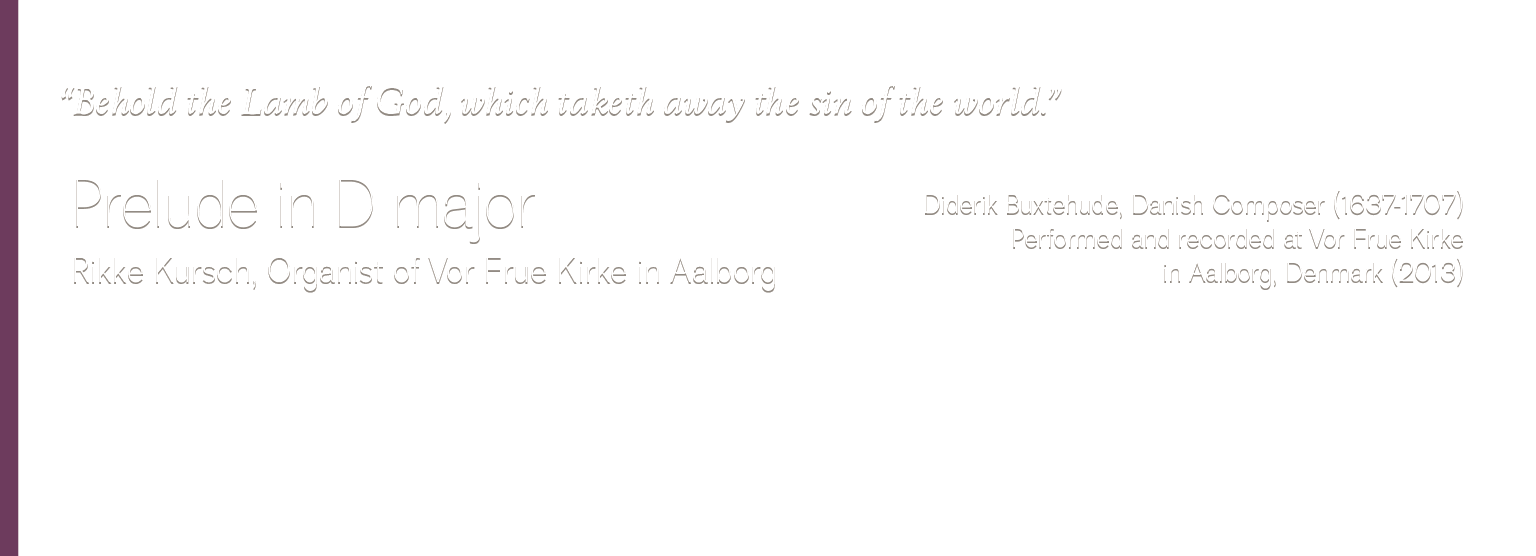 “Behold the Lamb of God, which taketh away the sin of the world.”
Prelude in D major
Rikke Kursch, Organist of Vor Frue Kirke in Aalborg
Diderik Buxtehude, Danish Composer (1637-1707)
Performed and recorded at Vor Frue Kirke
in Aalborg, Denmark (2013)